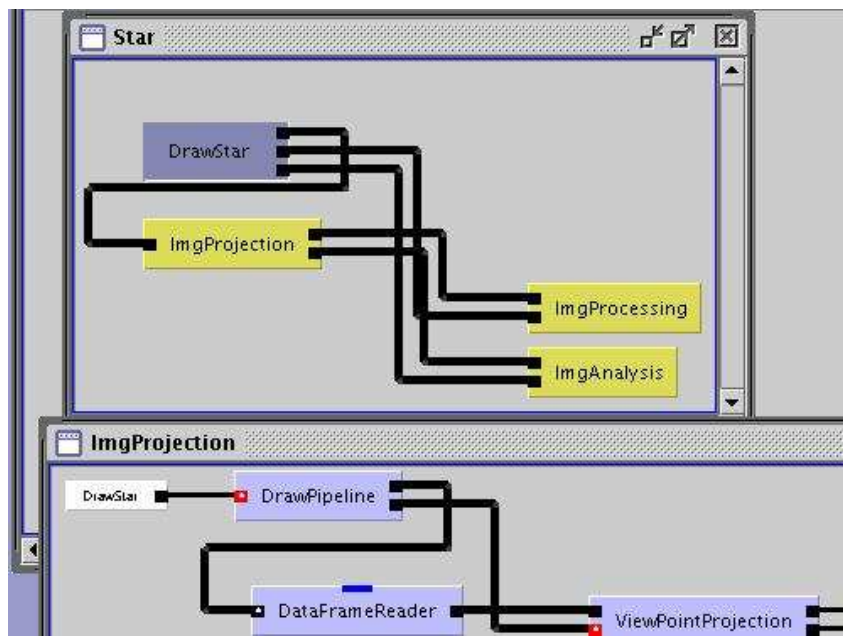 Star
DrawStar
ImgProjection
ImgProcessing
ImgAnalysis
ImgProjection
DrawStar
DrawPipeline
DataFrameReader
ViewPointProjection